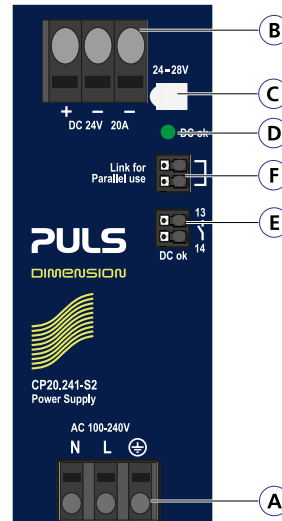 B
24–28V
C
+ − −
DC 24V 20A
D
DC ok
Link for
Parallel use
F
13
E
14
DC ok
PULS
DIMENSION
CP20.241-S2
Power Supply
AC 100-240V
N L
A